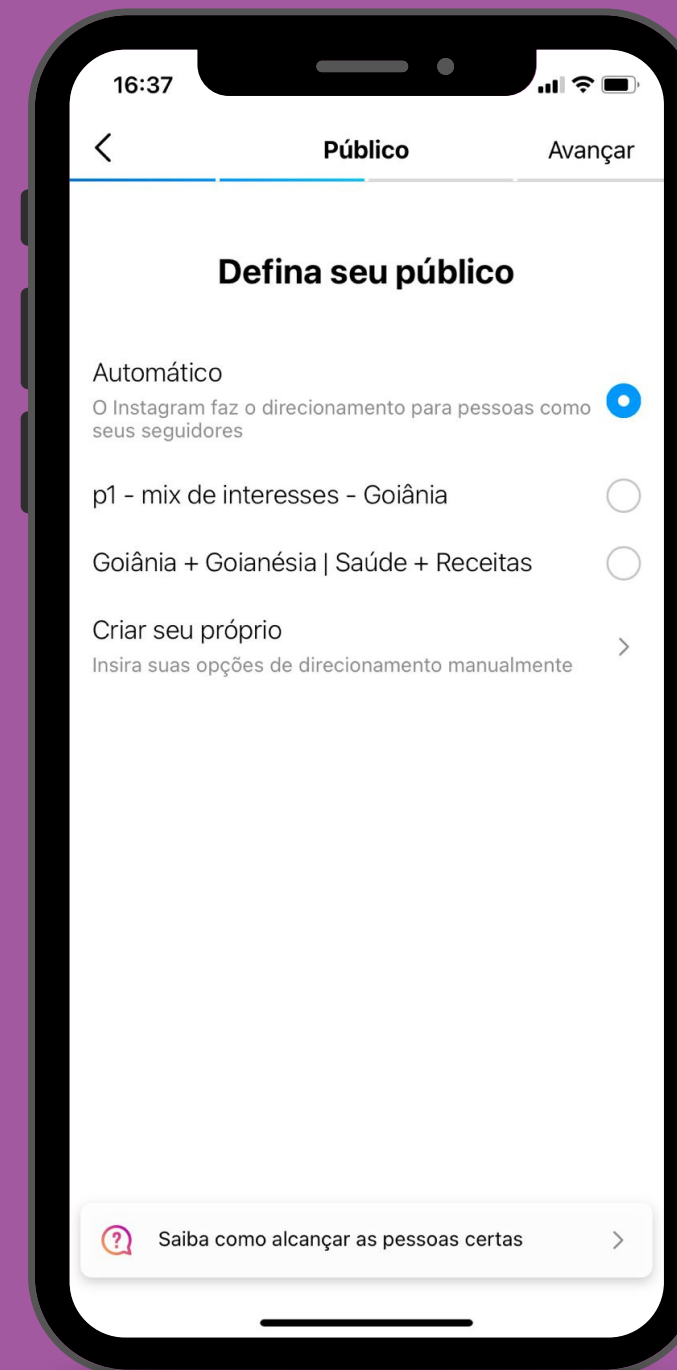 16:37
Público
Avançar
Defina seu público
Automático
O Instagram faz o direcionamento para pessoas como
seus seguidores
p1 - mix de interesses - Goiânia
Goiânia + Goianésia | Saúde + Receitas
Criar seu próprio
Insira suas opções de direcionamento manualmente
Saiba como alcançar as pessoas certas